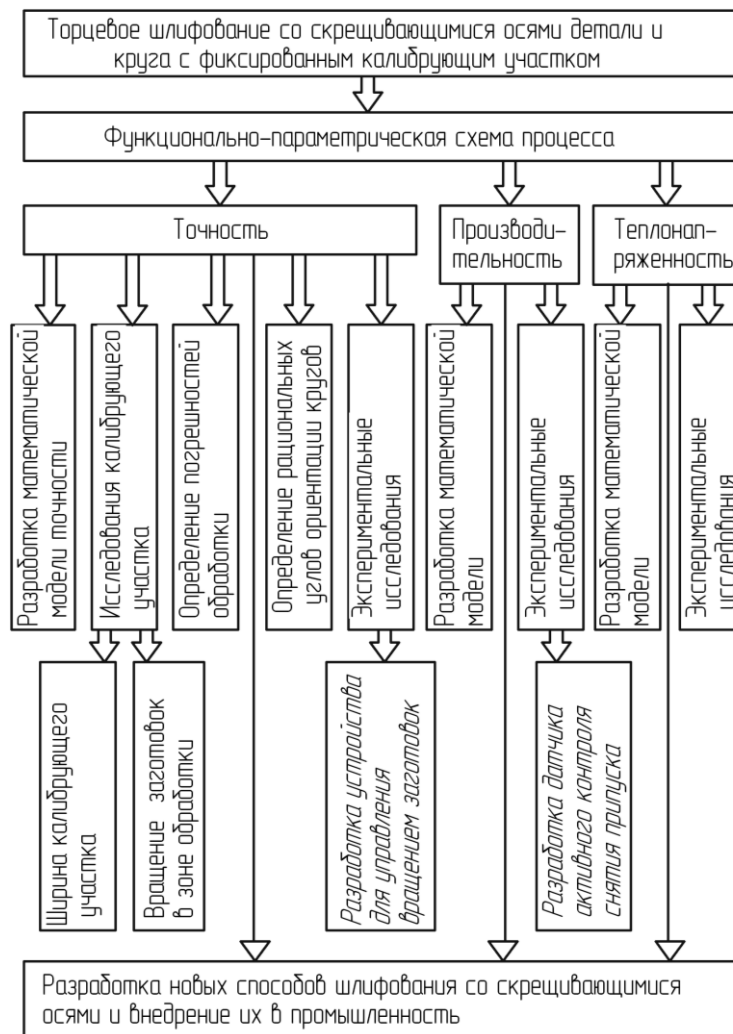 Торцевое шлифование со скрещивающимися осями детали и
круга с фиксированным калибрующим участком
Функционально-параметрическая схема процесса
Точность
Производи-
тельность
Теплонап-
ряженность
Разработка математической
модели точности
Исследования калибрующего
участка
Определение погрешностей
обработки
Определение рациональных
углов ориентации кругов
Экспериментальные
исследования
Разработка математической
модели
Экспериментальные
исследования
Разработка математической
модели
Экспериментальные
исследования
Ширина калибрующего
участка
Вращение заготовок
в зоне обработки
Разработка устройства
для управления
вращением заготовок
Разработка датчика
активного контроля
снятия припуска
Разработка новых способов шлифования со скрещивающимися
осями и внедрение их в промышленность